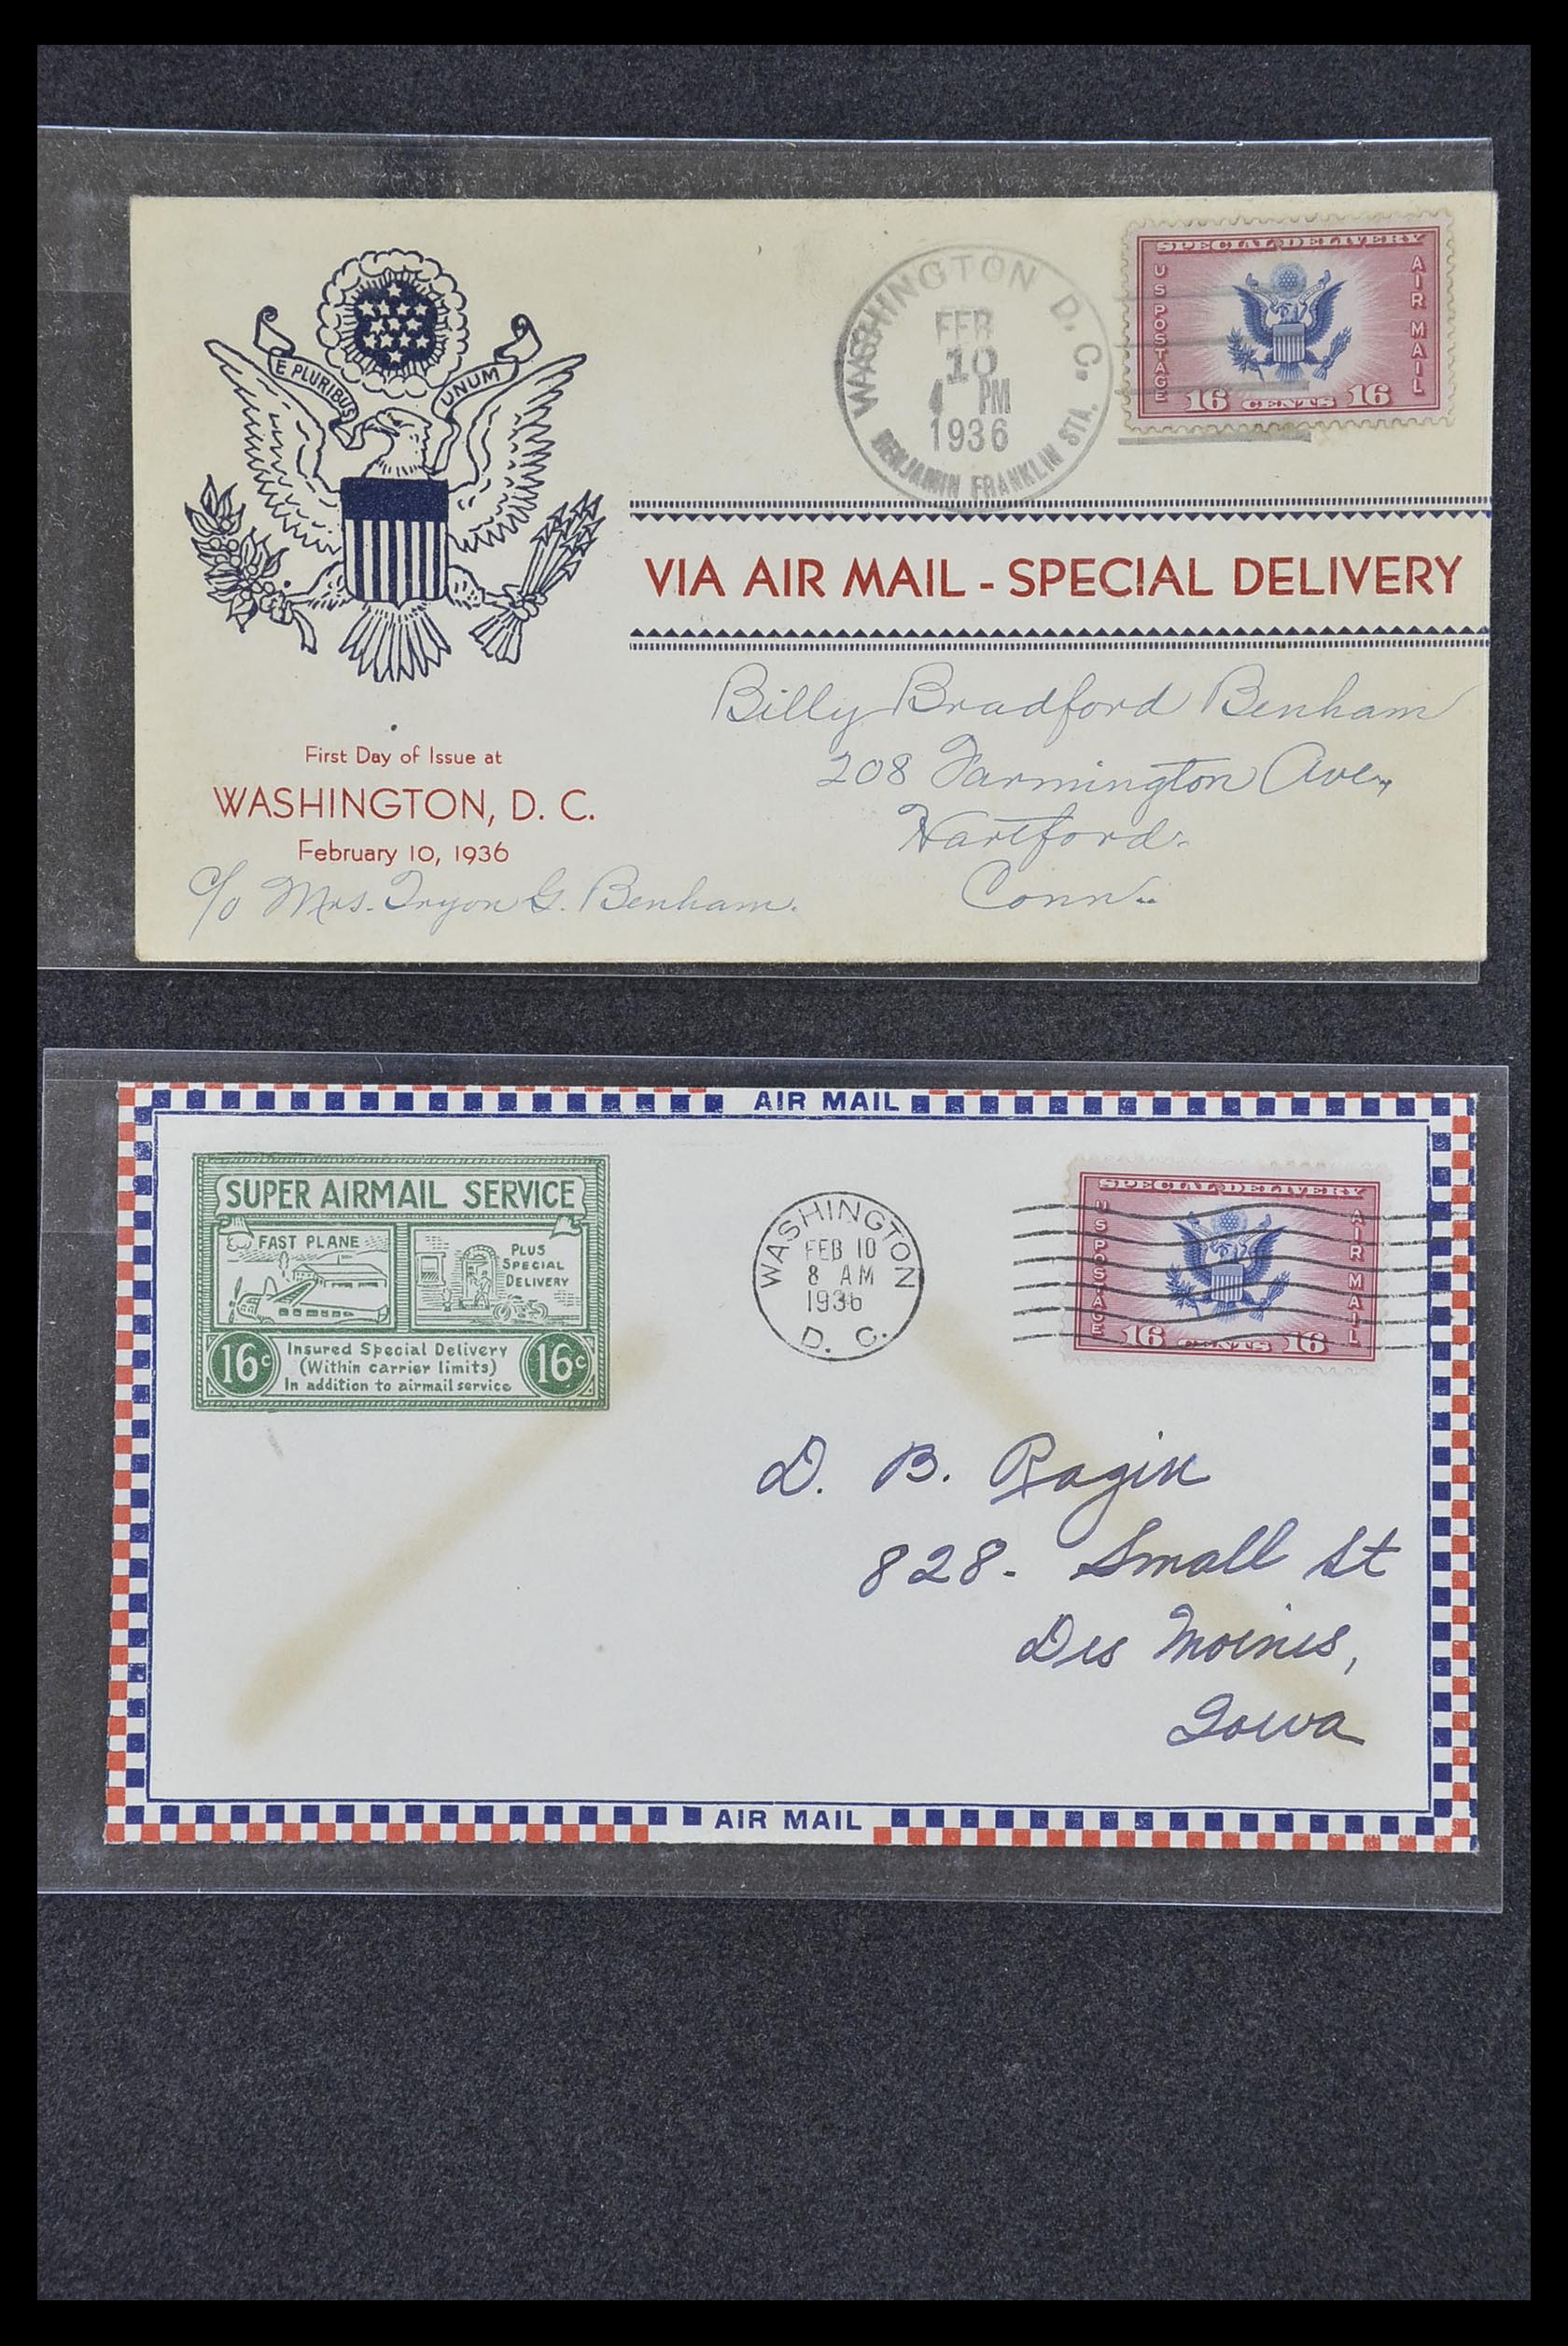 E PLURIBUS UNUM
WASHINGTON D. C.
FEB
10
4 PM
1936
BENJAMIN FRANKLIN STA.
SPECIAL DELIVERY
US POSTAGE
AIR MAIL
16 CENTS 16
VIA AIR MAIL - SPECIAL DELIVERY
Billy Bradford Benham
208 Farmington Ave.,
Hartford.
Conn.
First Day of Issue at
WASHINGTON, D. C.
February 10, 1936
c/o Mrs. Tryon G. Benham.
AIR MAIL
SUPER AIRMAIL SERVICE
FAST PLANE
PLUS
SPECIAL
DELIVERY
16c Insured Special Delivery 16c
(Within carrier limits)
In addition to airmail service
WASHINGTON
FEB 10
8 AM
1936
D. C.
SPECIAL DELIVERY
US POSTAGE
AIR MAIL
16 CENTS 16
D. B. Ragin
828. Small St
Des Moines,
Iowa
AIR MAIL